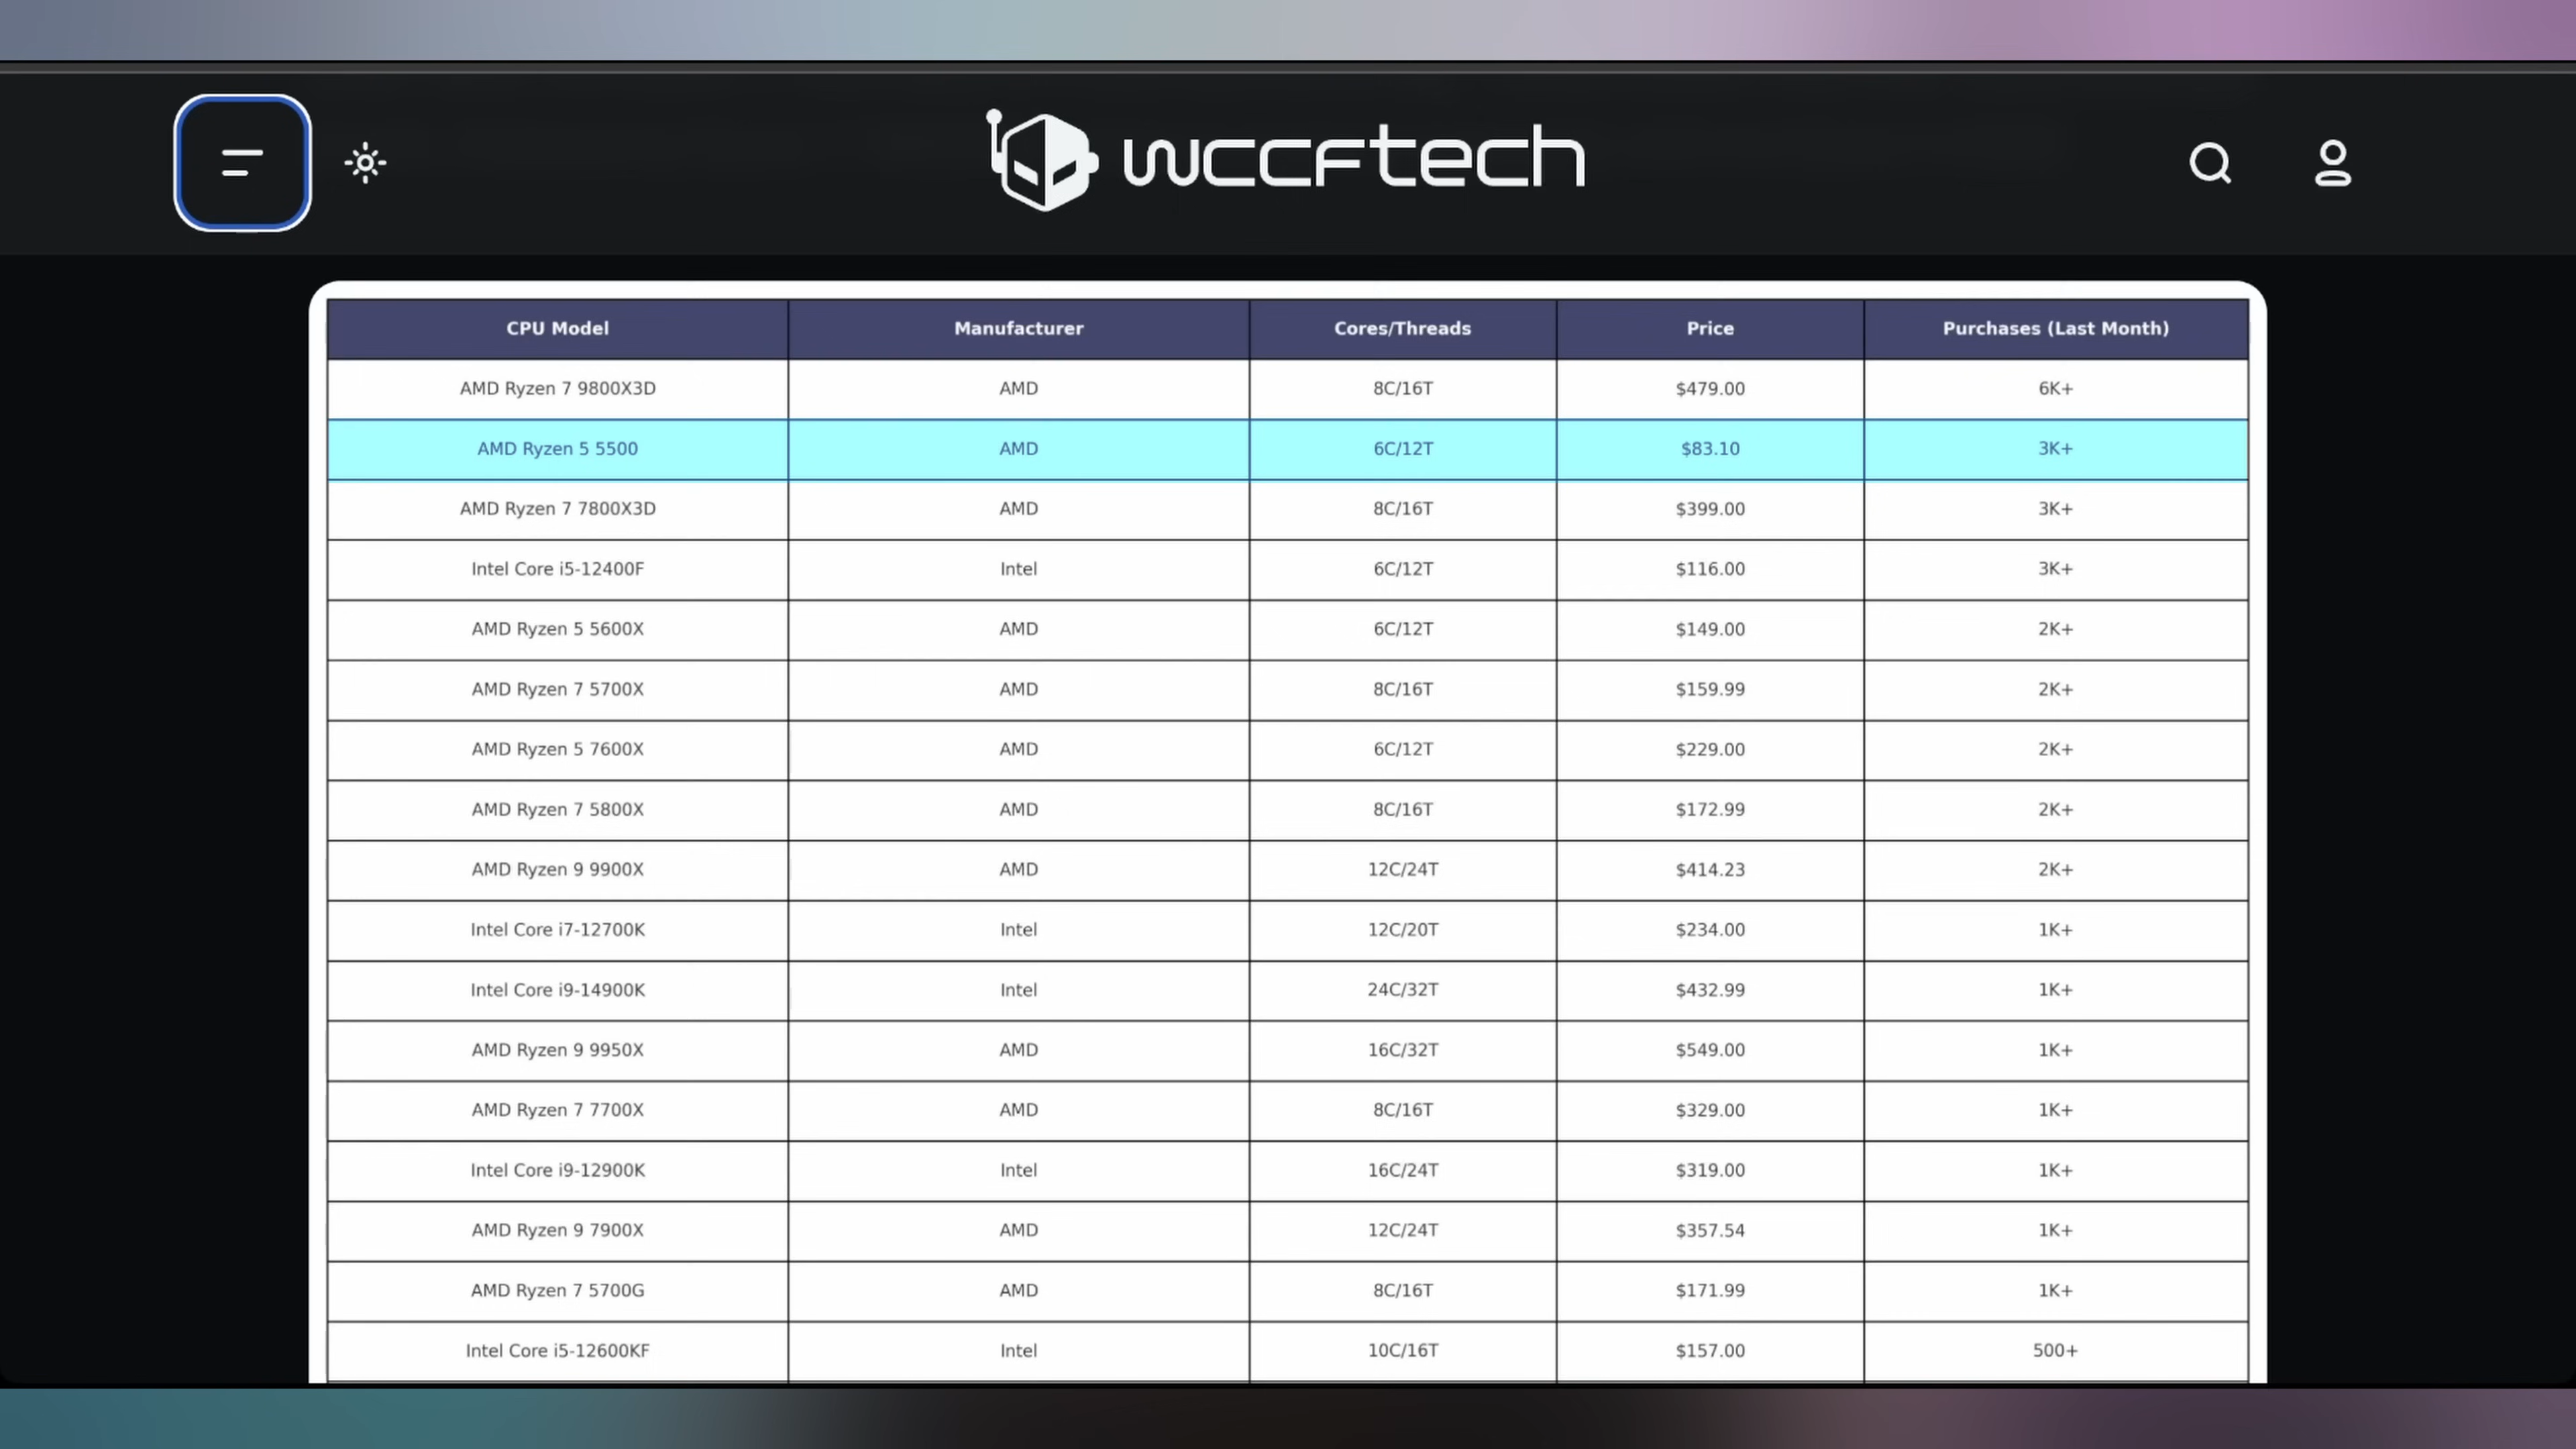 wccftech
CPU Model Manufacturer Cores/Threads Price Purchases (Last Month)
AMD Ryzen 7 9800X3D AMD 8C/16T $479.00 6K+
AMD Ryzen 5 5500 AMD 6C/12T $83.10 3K+
AMD Ryzen 7 7800X3D AMD 8C/16T $399.00 3K+
Intel Core i5-12400F Intel 6C/12T $116.00 3K+
AMD Ryzen 5 5600X AMD 6C/12T $149.00 2K+
AMD Ryzen 7 5700X AMD 8C/16T $159.99 2K+
AMD Ryzen 5 7600X AMD 6C/12T $229.00 2K+
AMD Ryzen 7 5800X AMD 8C/16T $172.99 2K+
AMD Ryzen 9 9900X AMD 12C/24T $414.23 2K+
Intel Core i7-12700K Intel 12C/20T $234.00 1K+
Intel Core i9-14900K Intel 24C/32T $432.99 1K+
AMD Ryzen 9 9950X AMD 16C/32T $549.00 1K+
AMD Ryzen 7 7700X AMD 8C/16T $329.00 1K+
Intel Core i9-12900K Intel 16C/24T $319.00 1K+
AMD Ryzen 9 7900X AMD 12C/24T $357.54 1K+
AMD Ryzen 7 5700G AMD 8C/16T $171.99 1K+
Intel Core i5-12600KF Intel 10C/16T $157.00 500+